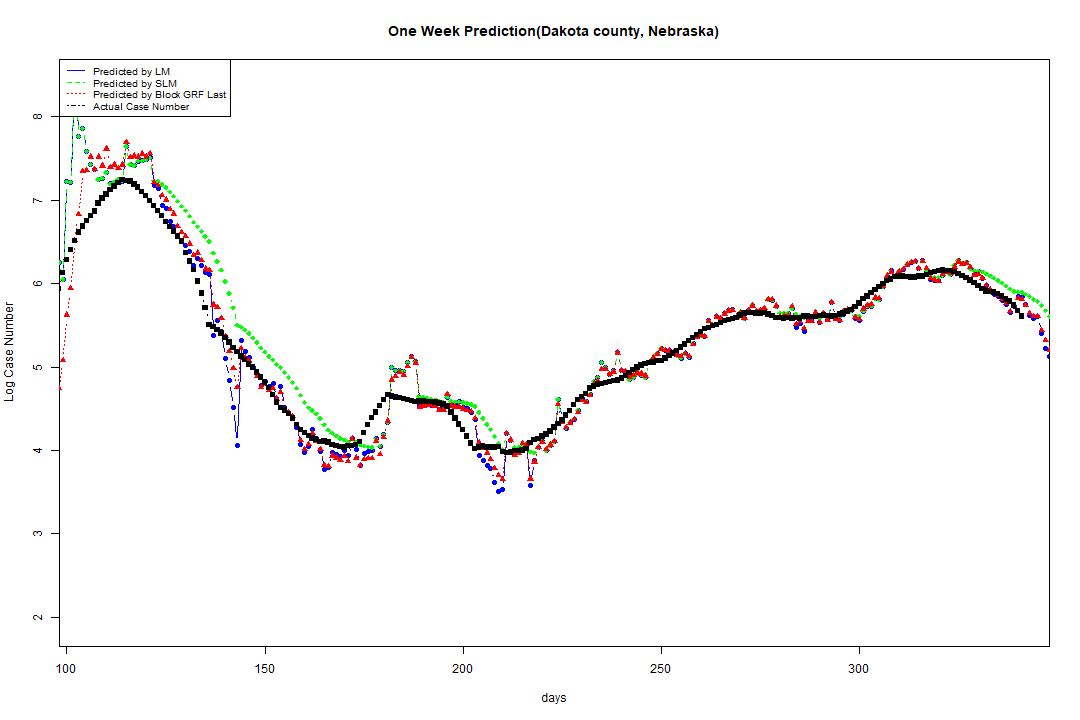 One Week Prediction(Dakota county, Nebraska)
Predicted by LM
Predicted by SLM
Predicted by Block GRF Last
Actual Case Number
8
7
6
5
4
3
2
Log Case Number
100 150 200 250 300
days